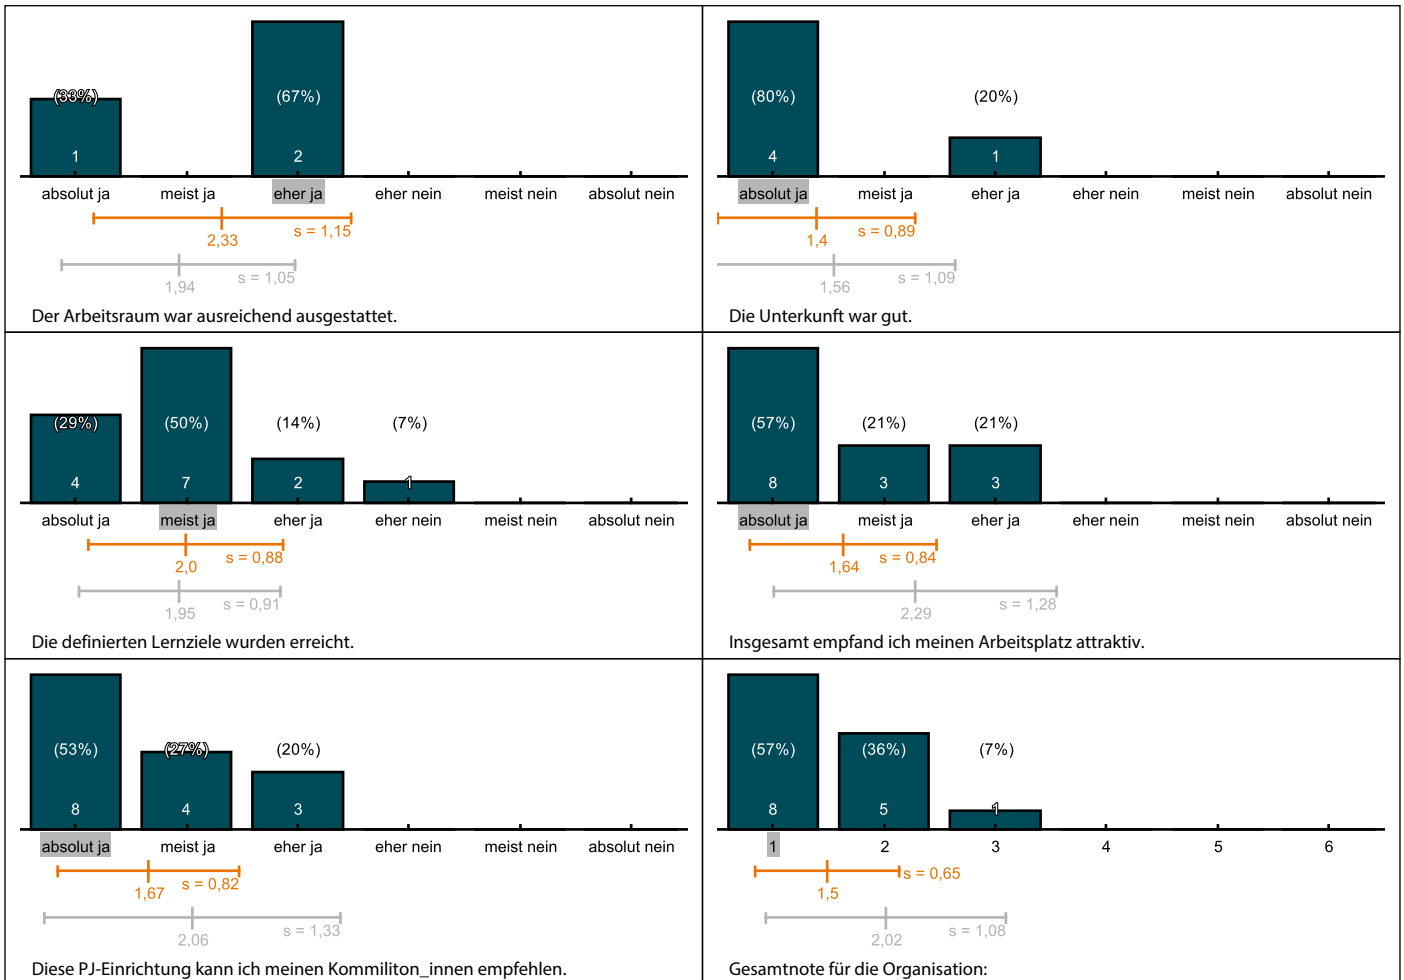 (33%) (67%)
1 2
absolut ja meist ja eher ja eher nein meist nein absolut nein
s = 1,15
2,33
s = 1,05
1,94
Der Arbeitsraum war ausreichend ausgestattet.
(80%) (20%)
4 1
absolut ja meist ja eher ja eher nein meist nein absolut nein
s = 0,89
1,4
s = 1,09
1,56
Die Unterkunft war gut.
(29%) (50%) (14%) (7%)
4 7 2 1
absolut ja meist ja eher ja eher nein meist nein absolut nein
s = 0,88
2,0
s = 0,91
1,95
Die definierten Lernziele wurden erreicht.
(57%) (21%) (21%)
8 3 3
absolut ja meist ja eher ja eher nein meist nein absolut nein
s = 0,84
1,64
s = 1,28
2,29
Insgesamt empfand ich meinen Arbeitsplatz attraktiv.
(53%) (27%) (20%)
8 4 3
absolut ja meist ja eher ja eher nein meist nein absolut nein
s = 0,82
1,67
s = 1,33
2,06
Diese PJ-Einrichtung kann ich meinen Kommiliton_innen empfehlen.
(57%) (36%) (7%)
8 5 1
1 2 3 4 5 6
s = 0,65
1,5
s = 1,08
2,02
Gesamtnote für die Organisation: